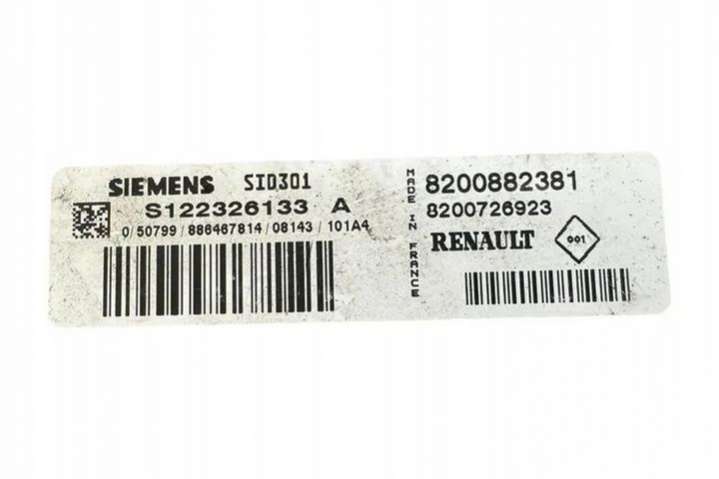 SIEMENS SID301
S122326133 A
0/50799/886467814/08143/101A4
MADE IN FRANCE
8200882381
8200726923
RENAULT 001